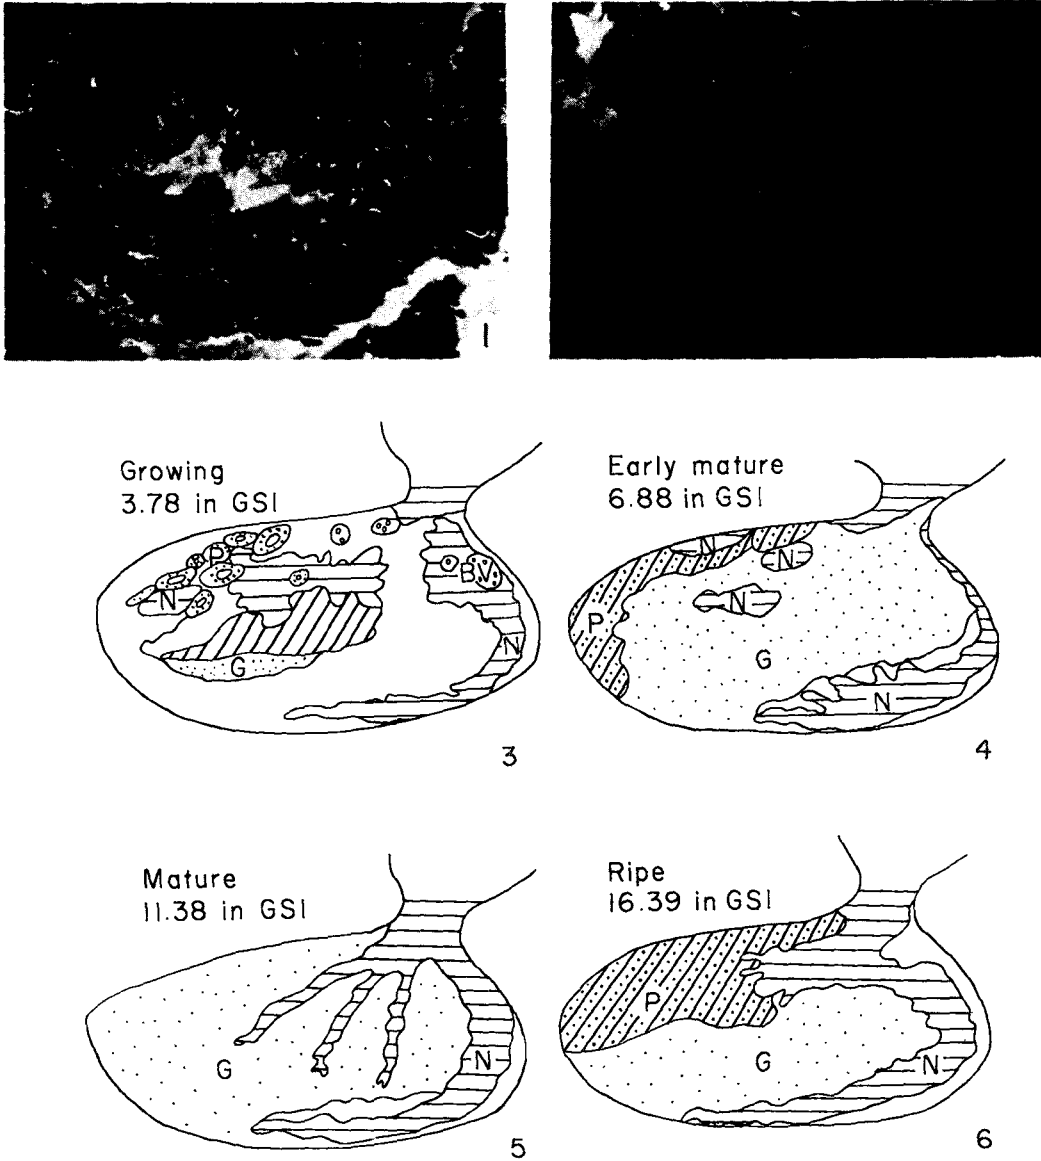 1
Growing
3.78 in GSI
P
N
B.V.
G
N
3
Early mature
6.88 in GSI
N
N
N
P
G
N
4
Mature
11.38 in GSI
G
N
5
Ripe
16.39 in GSI
P
G
N
6